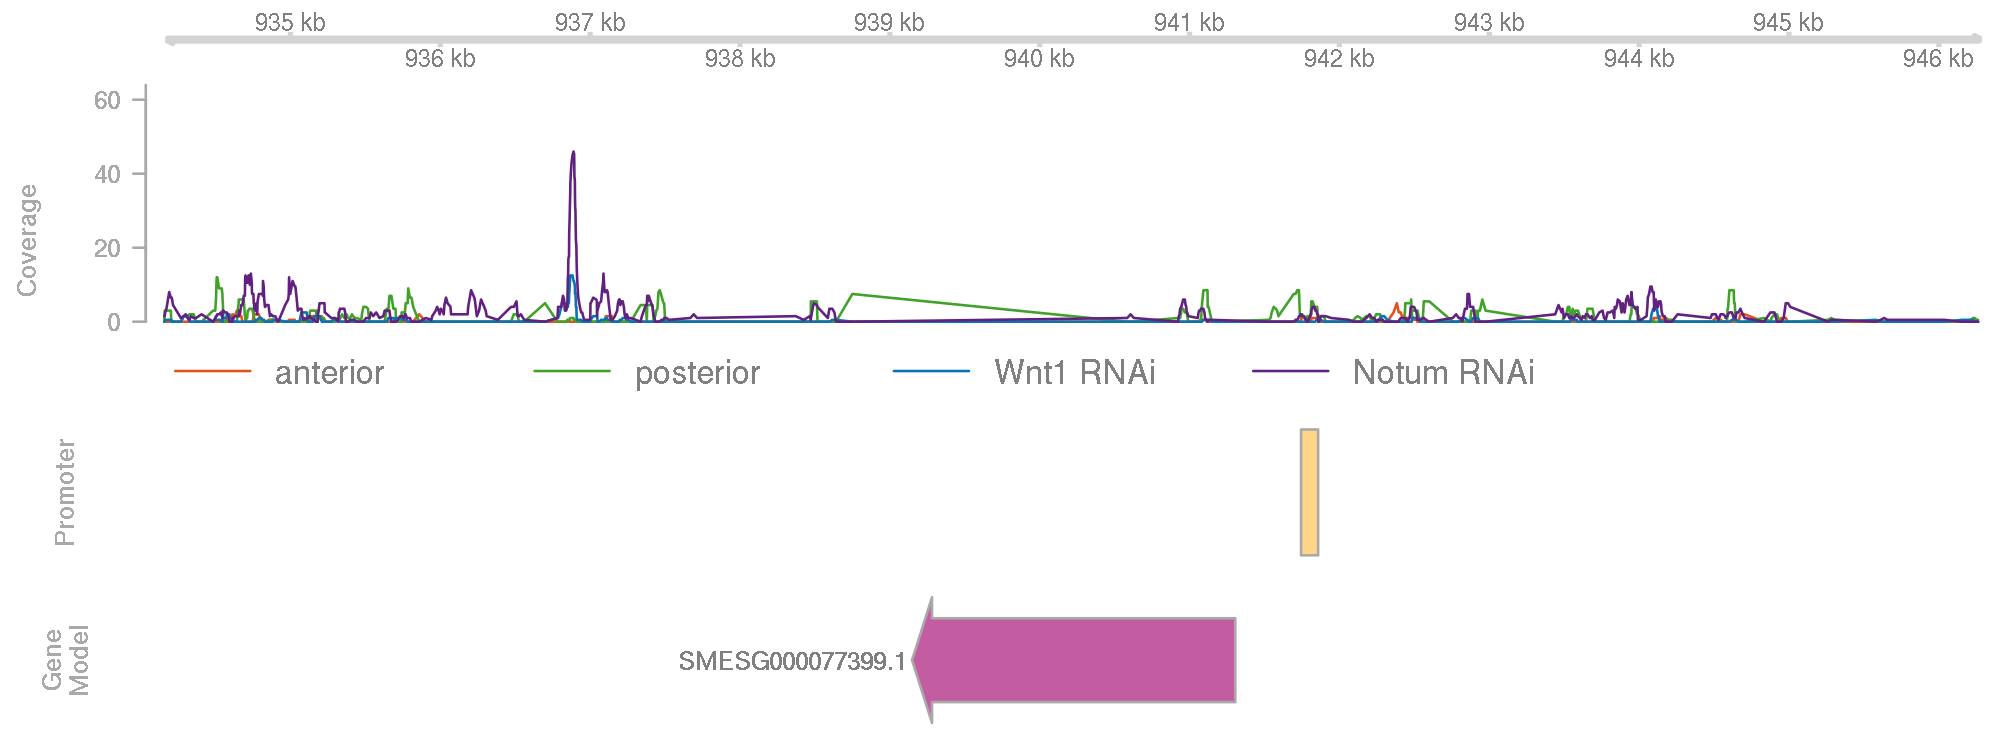 935 kb 937 kb 939 kb 941 kb 943 kb 945 kb
936 kb 938 kb 940 kb 942 kb 944 kb 946 kb
60
40
20
0
Coverage
anterior posterior Wnt1 RNAi Notum RNAi
Promoter
Gene
Model
SMESG000077399.1